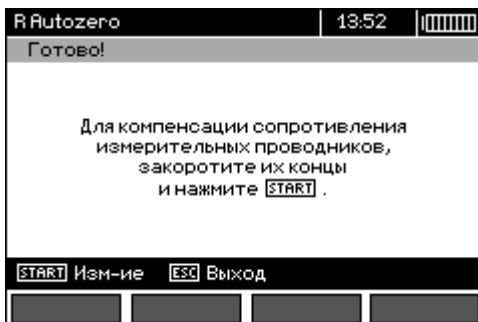 R Autozero 13:52
Готово!
Для компенсации сопротивления
измерительных проводников,
закоротите их концы
и нажмите START .
START Изм-ие ESC Выход